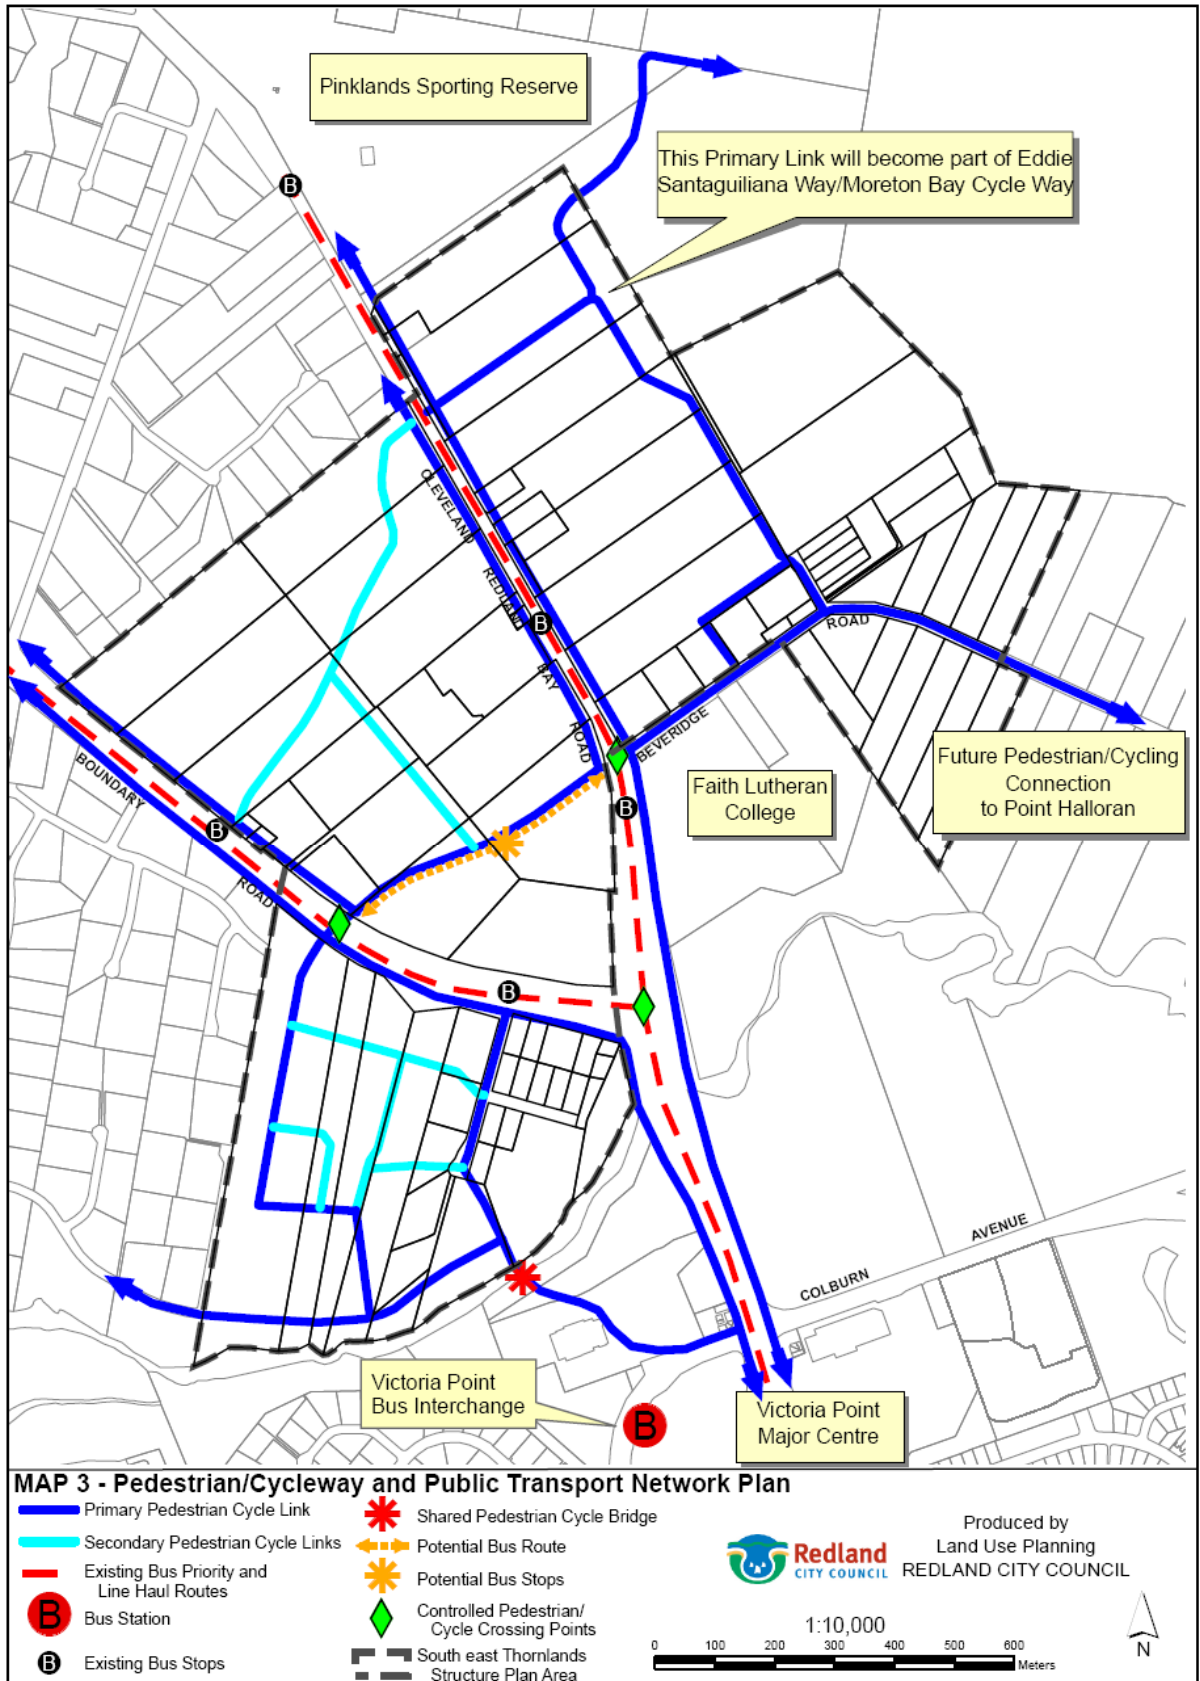 Pinklands Sporting Reserve
B
This Primary Link will become part of Eddie
Santaguiliana Way/Moreton Bay Cycle Way
CLEVELAND
REDLAND
BAY
ROAD
B
BEVERIDGE
ROAD
Future Pedestrian/Cycling
Connection
to Point Halloran
Faith Lutheran
College
B
BOUNDARY
ROAD
B
B
COLBURN
AVENUE
Victoria Point
Bus Interchange
B
Victoria Point
Major Centre
MAP 3 - Pedestrian/Cycleway and Public Transport Network Plan
Primary Pedestrian Cycle Link
Secondary Pedestrian Cycle Links
Existing Bus Priority and
Line Haul Routes
B Bus Station
B Existing Bus Stops
Shared Pedestrian Cycle Bridge
Potential Bus Route
Potential Bus Stops
Controlled Pedestrian/
Cycle Crossing Points
South east Thornlands
Structure Plan Area
Redland
CITY COUNCIL
Produced by
Land Use Planning
REDLAND CITY COUNCIL
1:10,000
0 100 200 300 400 500 600
Meters
N